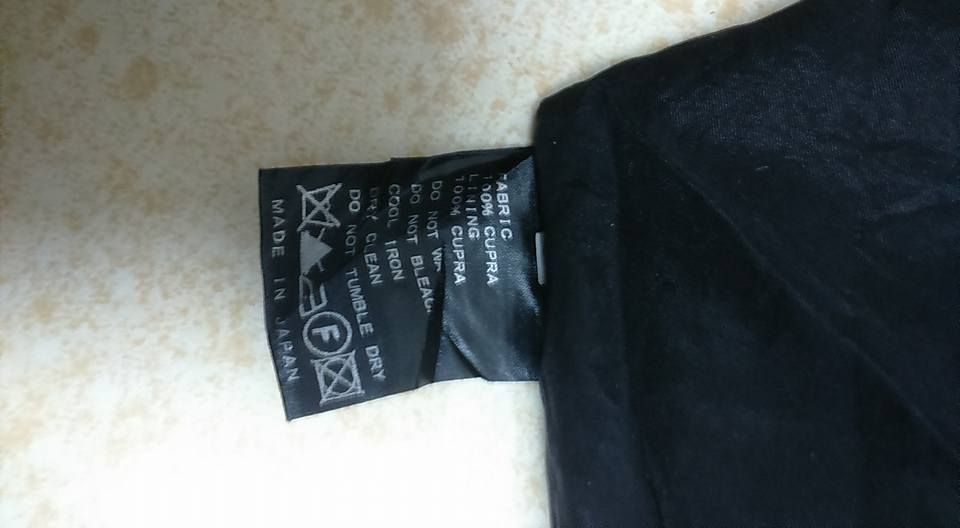 FABRIC
100% CUPRA
LINING
100% CUPRA
DO NOT
DO NOT BLEAC
COOL IRON
DRY CLEAN
DO NOT TUMBLE DRY
F
MADE IN JAPAN